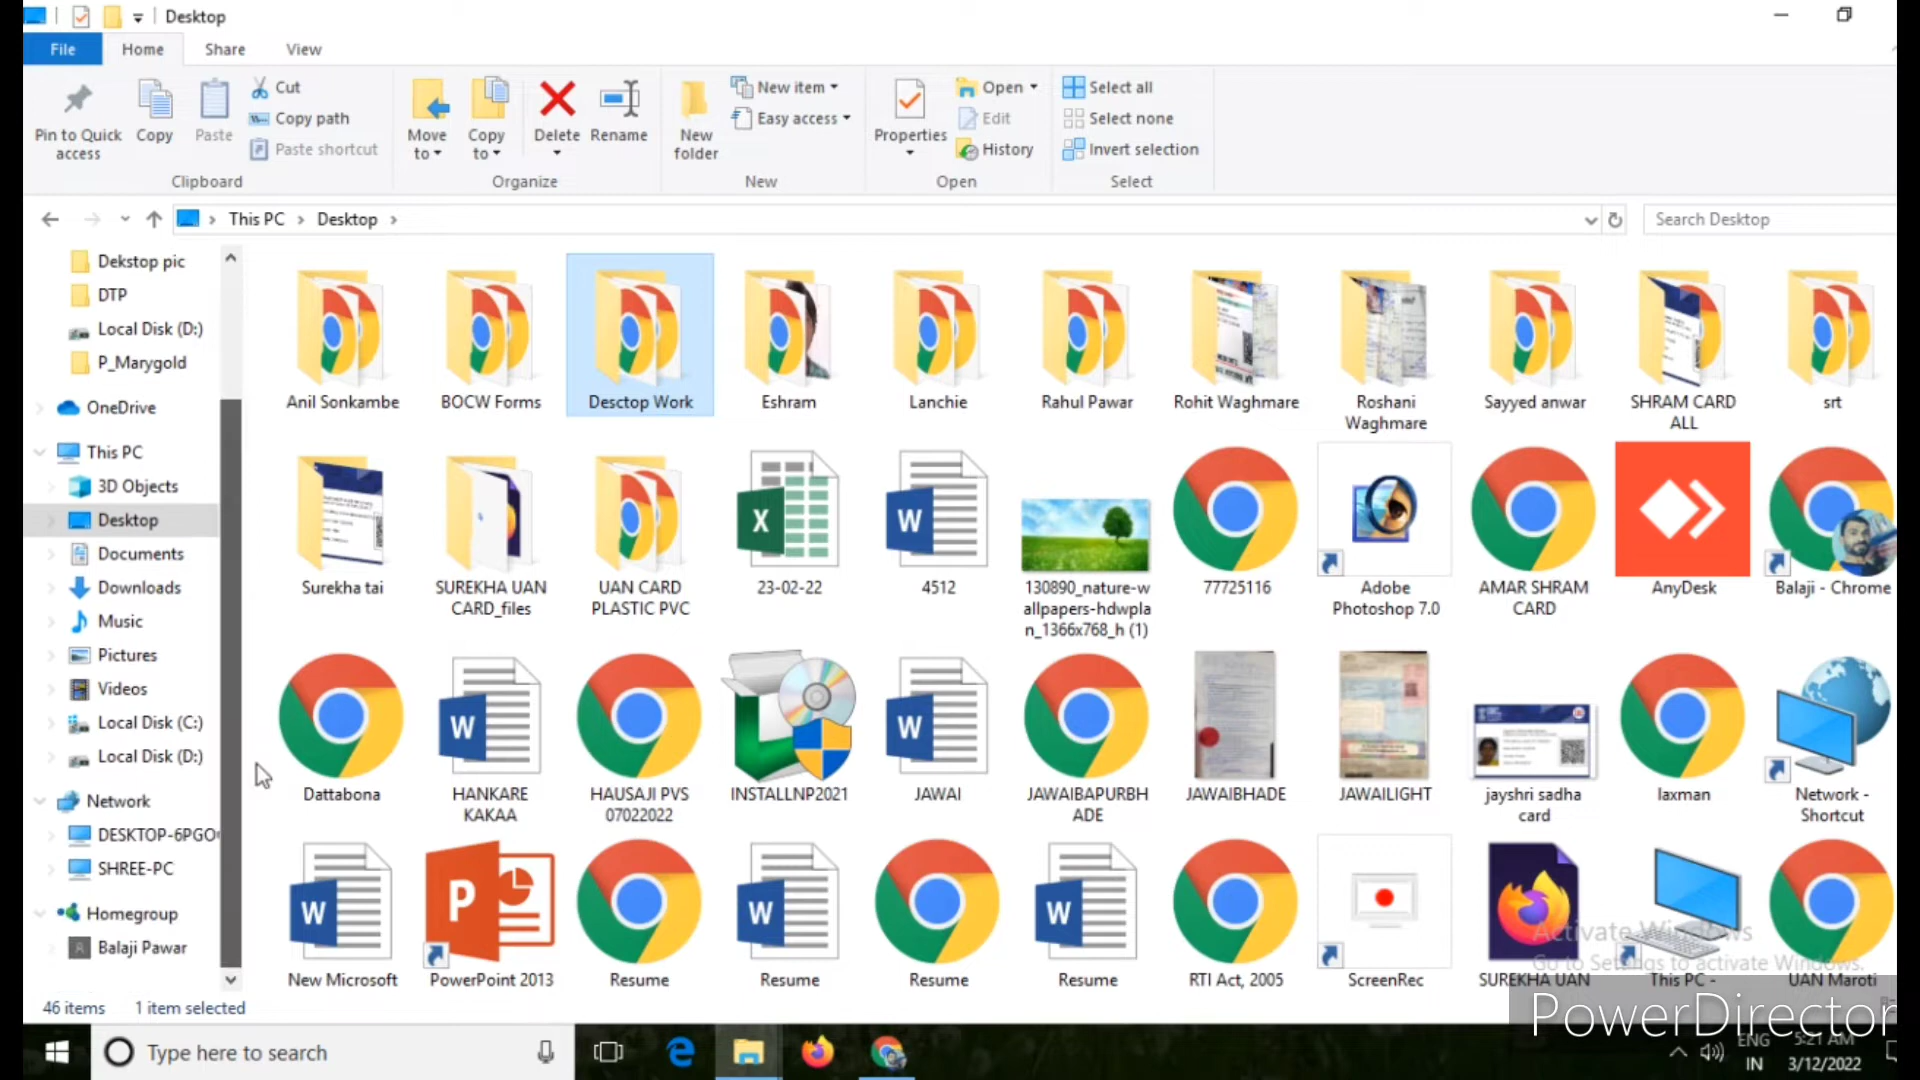 Desktop
File Home Share View
Pin to Quick access
Copy
Paste
Cut
Copy path
Paste shortcut
Clipboard
Move to
Copy to
Delete
Rename
Organize
New folder
New item
Easy access
New
Properties
Open
Edit
History
Open
Select all
Select none
Invert selection
Select
This PC > Desktop >
Search Desktop
Dekstop pic
DTP
Local Disk (D:)
P_Marygold
OneDrive
This PC
3D Objects
Desktop
Documents
Downloads
Music
Pictures
Videos
Local Disk (C:)
Local Disk (D:)
Network
DESKTOP-6PGO
SHREE-PC
Homegroup
Balaji Pawar
Anil Sonkambe
BOCW Forms
Desctop Work
Eshram
Lanchie
Rahul Pawar
Rohit Waghmare
Roshani
Waghmare
Sayyed anwar
SHRAM CARD
ALL
srt
Surekha tai
SUREKHA UAN
CARD_files
UAN CARD
PLASTIC PVC
23-02-22
4512
130890_nature-w
allpapers-hdwpla
n_1366x768_h (1)
77725116
Adobe
Photoshop 7.0
AMAR SHRAM
CARD
AnyDesk
Balaji - Chrome
Dattabona
HANKARE
KAKAA
HAUSAJI PVS
07022022
INSTALLNP2021
JAWAI
JAWAIBAPURBH
ADE
JAWAIBHADE
JAWAILIGHT
jayshri sadha
card
laxman
Network -
Shortcut
New Microsoft
PowerPoint 2013
Resume
Resume
Resume
Resume
RTI Act, 2005
ScreenRec
SUREKHA UAN
This PC -
UAN Maroti
Activate Windows
Go to Settings to activate Windows.
46 items 1 item selected
PowerDirector
Type here to search
ENG
IN
5:21 AM
3/12/2022